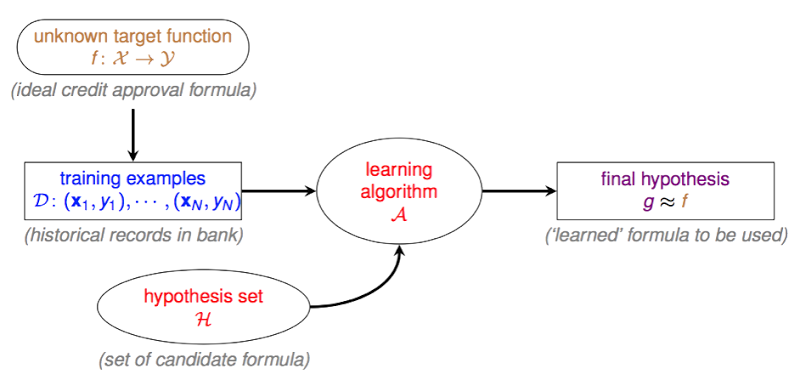 unknown target function
f: 𝒳 → 𝒴
(ideal credit approval formula)
training examples
𝒟: (x₁, y₁), ⋯ , (x_N, y_N)
(historical records in bank)
learning
algorithm
𝒜
final hypothesis
g ≈ f
(‘learned’ formula to be used)
hypothesis set
ℋ
(set of candidate formula)